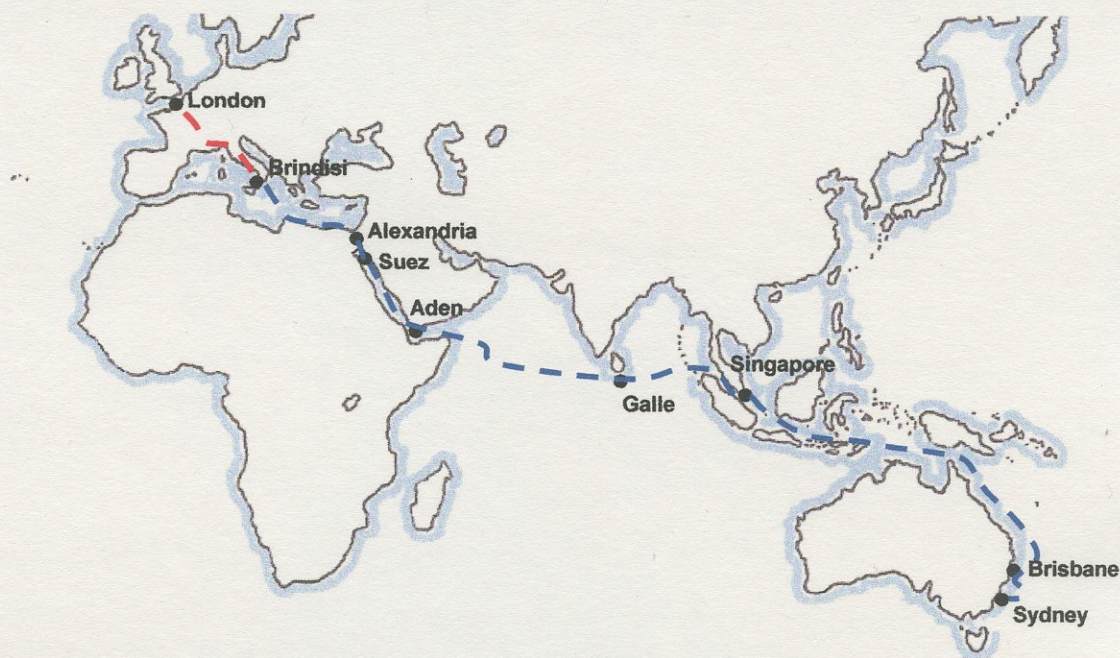 London
Brindisi
Alexandria
Suez
Aden
Singapore
Galle
Brisbane
Sydney